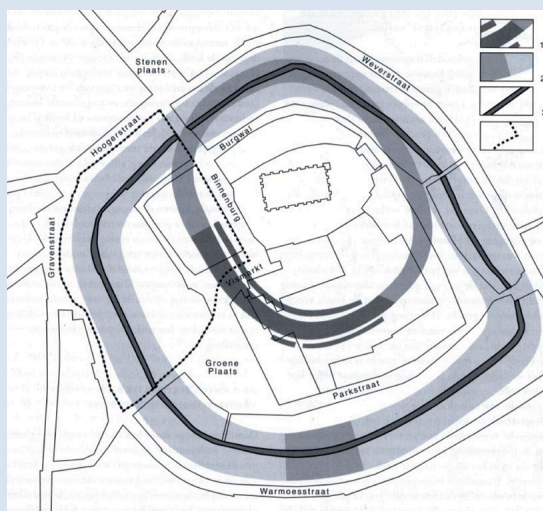 Stenen
plaats-
Weverstraat
Hoogerstraat
Burgwal
Binnenburg
Gravenstraat
Vismarkt
Groene
Plaats
Parkstraat
Warmoesstraat
1
2
3